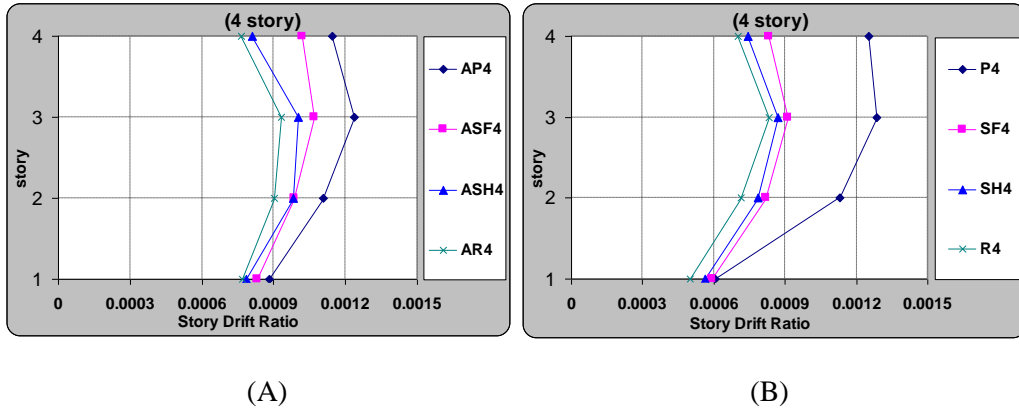 (4 story)
4
3
2
1
story
0 0.0003 0.0006 0.0009 0.0012 0.0015
Story Drift Ratio
AP4
ASF4
ASH4
AR4
(A)
(4 story)
4
3
2
1
story
0 0.0003 0.0006 0.0009 0.0012 0.0015
Story Drift Ratio
P4
SF4
SH4
R4
(B)